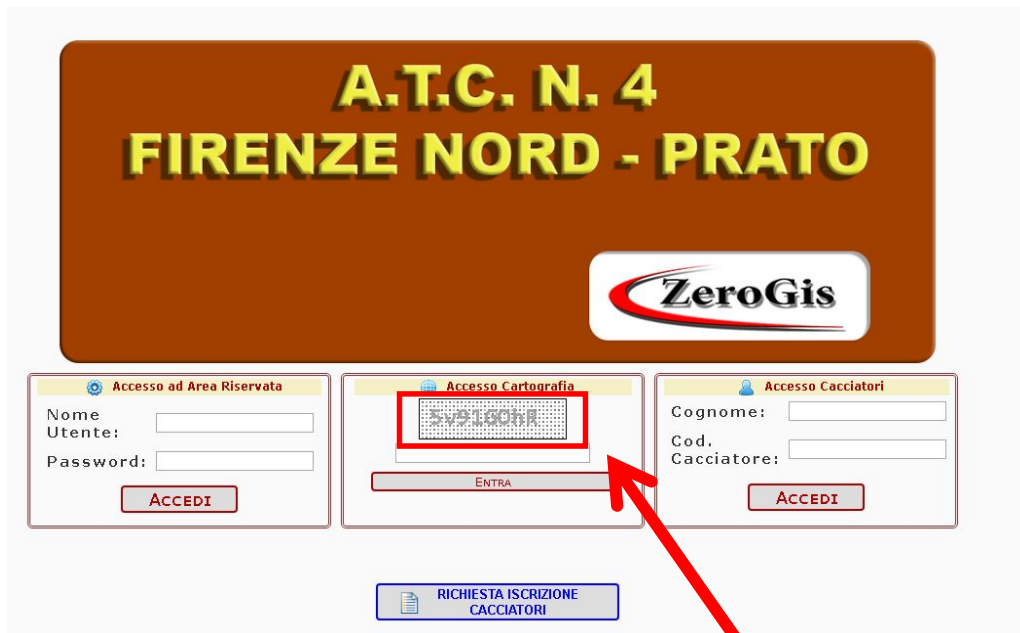 A.T.C. N. 4
FIRENZE NORD - PRATO
ZeroGis
Accesso ad Area Riservata
Nome
Utente:
Password:
ACCEDI
Accesso Cartografia
ENTRA
Accesso Cacciatori
Cognome:
Cod.
Cacciatore:
ACCEDI
RICHIESTA ISCRIZIONE
CACCIATORI